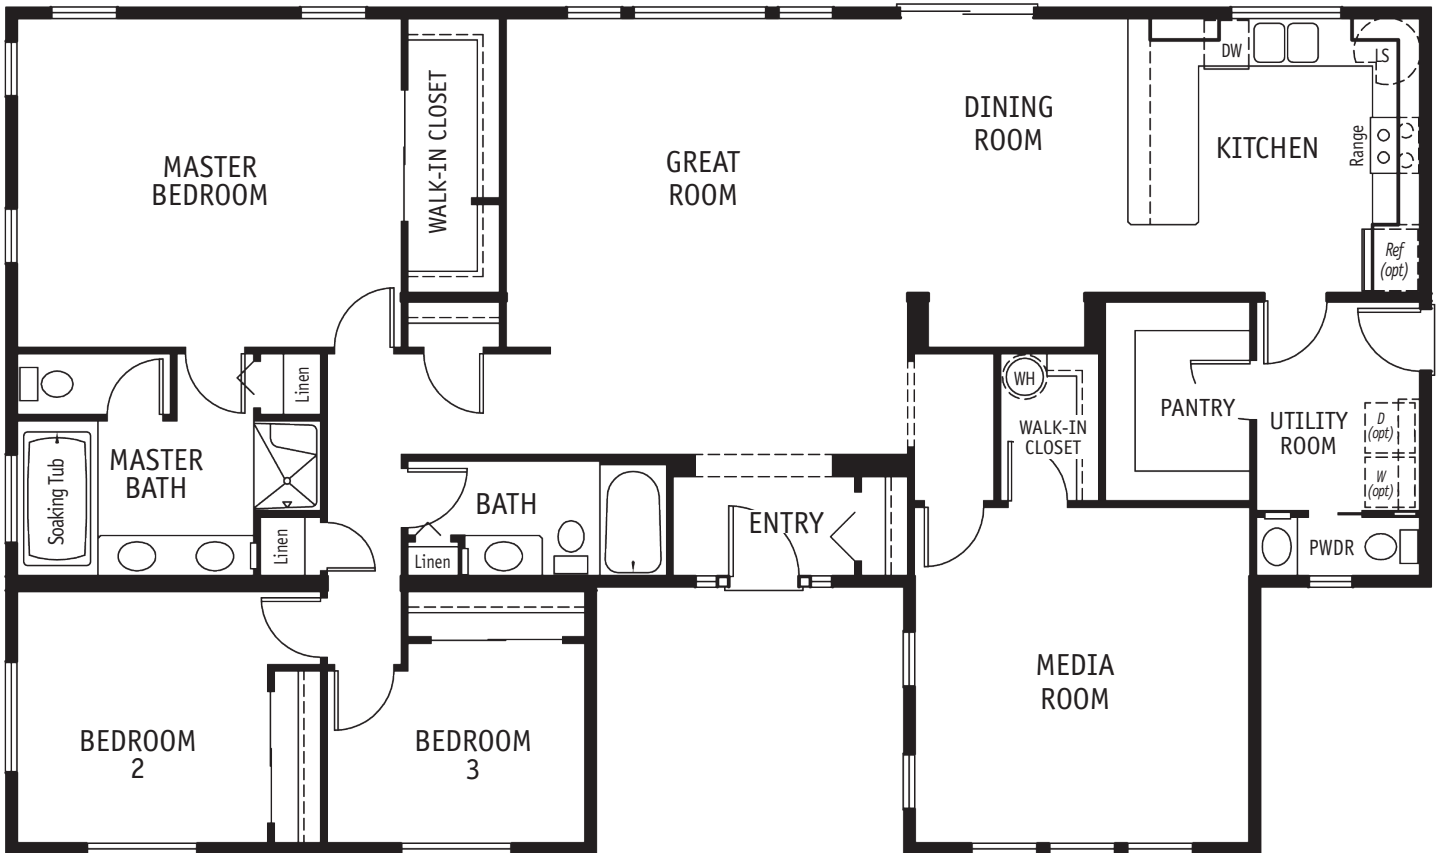 MASTER
BEDROOM
WALK-IN CLOSET
GREAT
ROOM
DINING
ROOM
DW
LS
KITCHEN
Range
Ref
(opt)
Linen
MASTER
BATH
Soaking Tub
Linen
BATH
Linen
ENTRY
WH
WALK-IN
CLOSET
PANTRY
UTILITY
ROOM
D
(opt)
W
(opt)
PWDR
BEDROOM
2
BEDROOM
3
MEDIA
ROOM